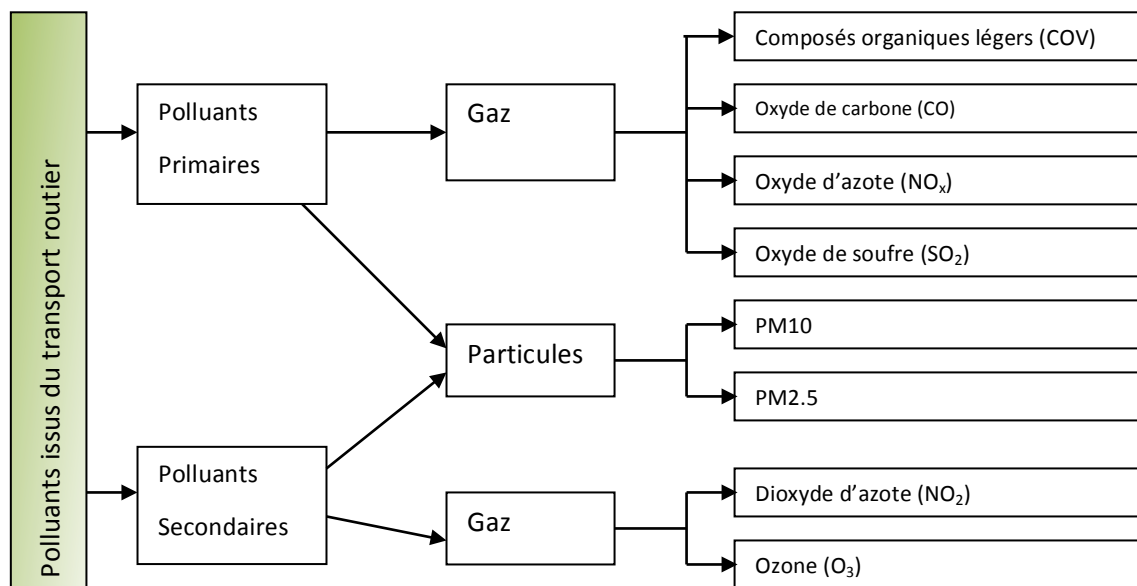 Polluants issus du transport routier
Polluants
Primaires
Gaz
Composés organiques légers (COV)
Oxyde de carbone (CO)
Oxyde d’azote (NOₓ)
Oxyde de soufre (SO₂)
Particules
PM10
PM2.5
Polluants
Secondaires
Gaz
Dioxyde d’azote (NO₂)
Ozone (O₃)